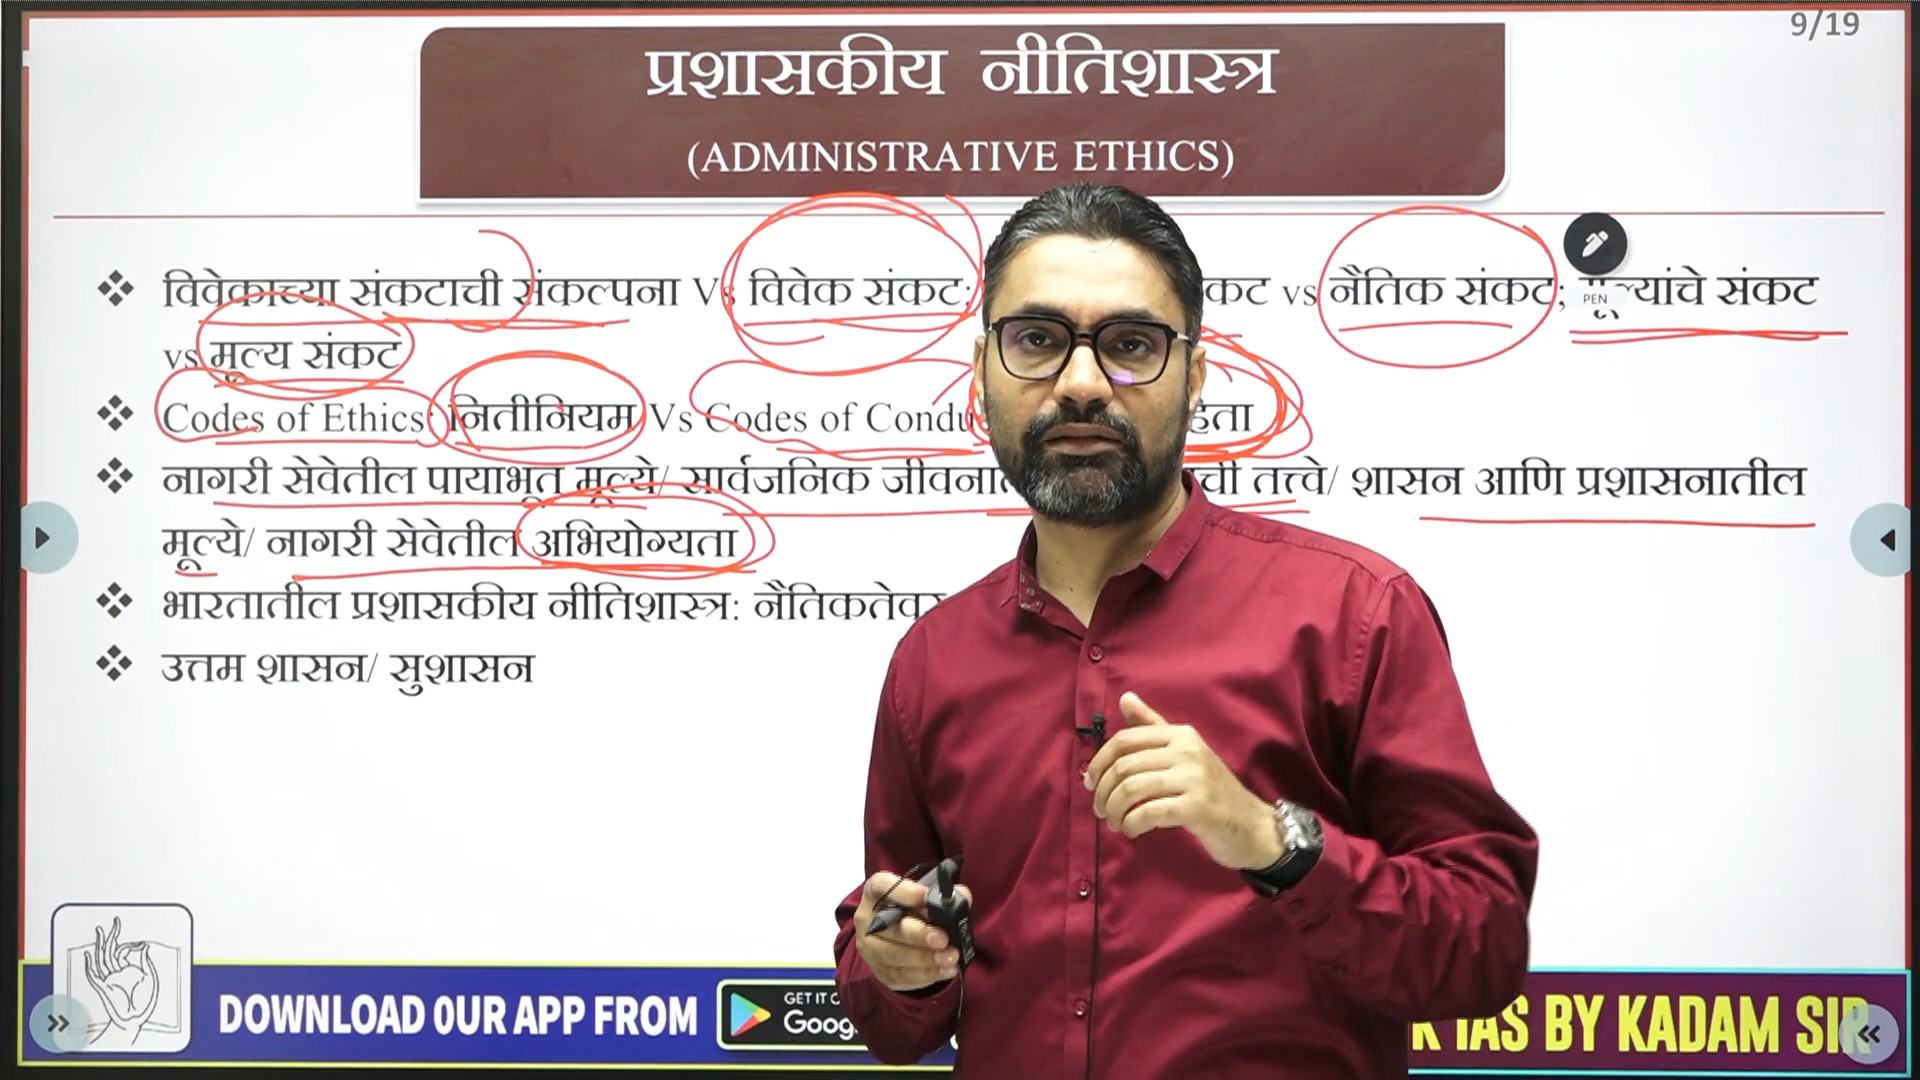 9/19
प्रशासकीय नीतिशास्त्र
(ADMINISTRATIVE ETHICS)
❖ विवेकाच्या संकटाची संकल्पना Vs विवेक संकट; कट vs नैतिक संकट; मूल्यांचे संकट
PEN
vs मूल्य संकट
❖ Codes of Ethics: नितीनियम Vs Codes of Condu
❖ नागरी सेवेतील पायाभूत मूल्ये/ सार्वजनिक जीवनात ची तत्त्वे/ शासन आणि प्रशासनातील
मूल्ये/ नागरी सेवेतील अभियोग्यता
❖ भारतातील प्रशासकीय नीतिशास्त्र:
❖ उत्तम शासन/ सुशासन
DOWNLOAD OUR APP FROM
GET IT
Goog
IAS BY KADAM SIR